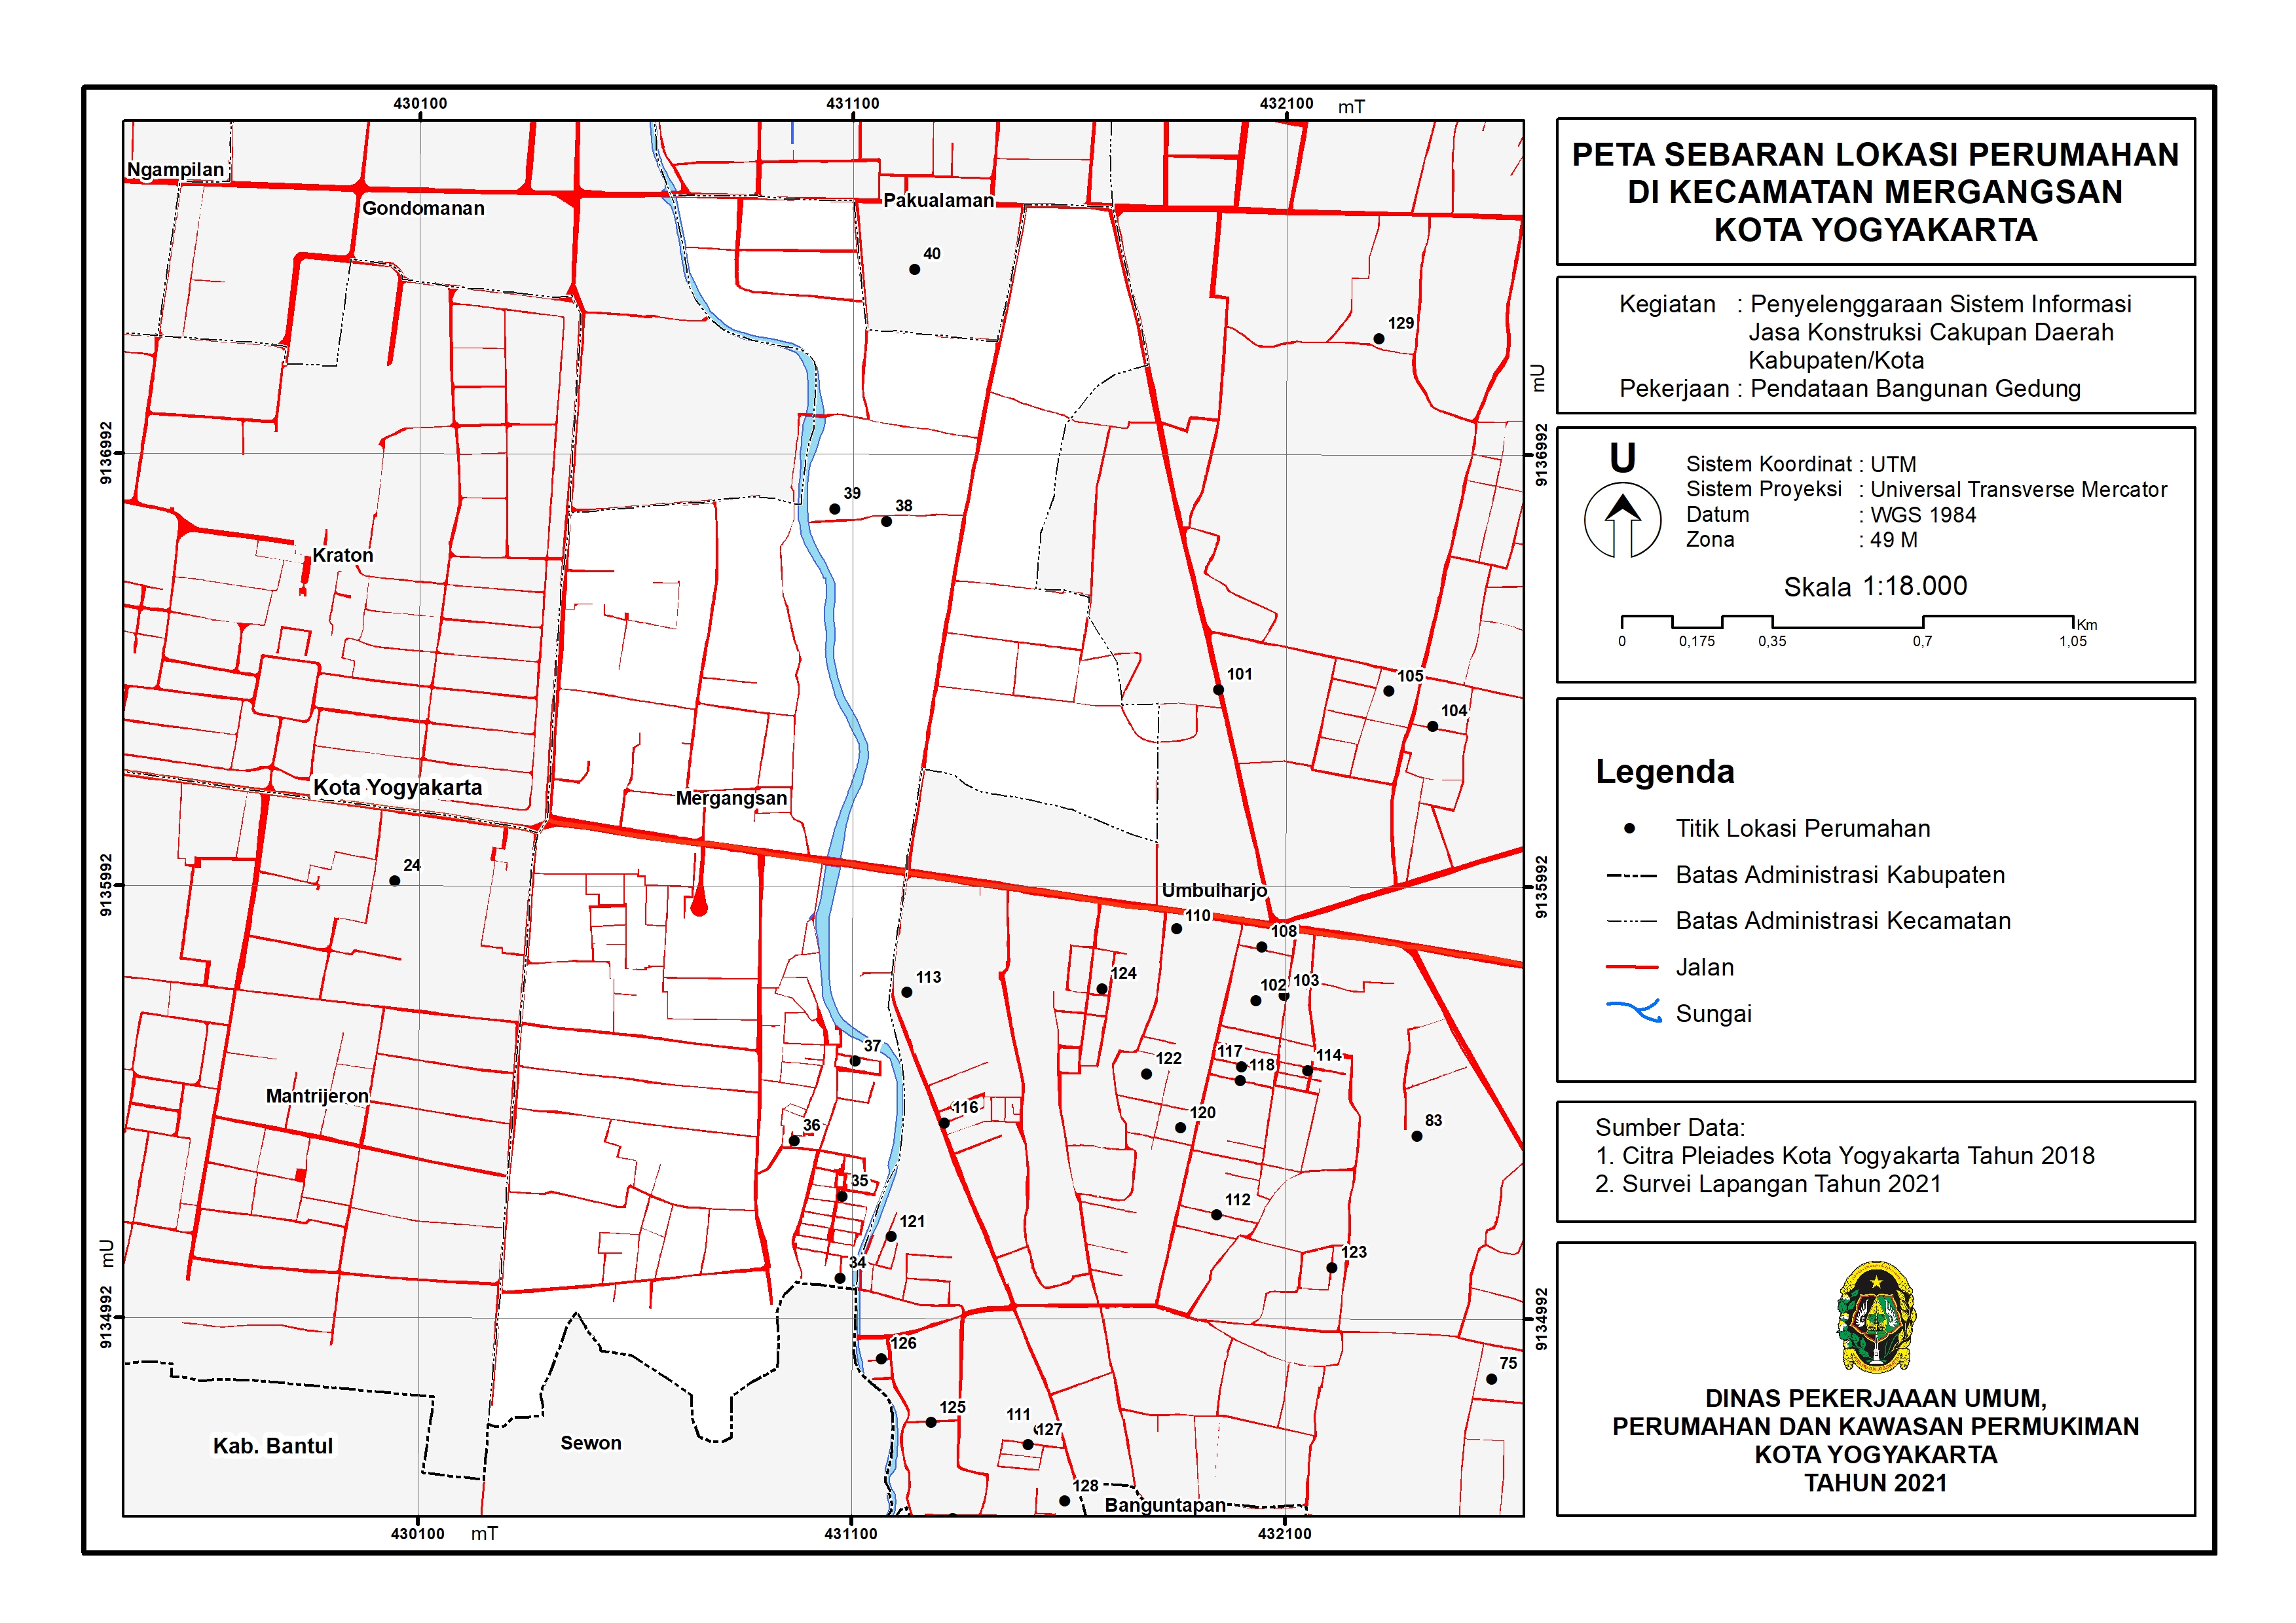 430100
431100
432100
mT
Ngampilan
Gondomanan
Pakualaman
40
129
mU
9136992
9136992
39
38
Kraton
101
105
104
Kota Yogyakarta
Mergangsan
24
9135992
9135992
Umbulharjo
110
108
113
124
102
103
37
122
117
118
114
Mantrijeron
116
36
120
83
35
112
121
34
123
mU
9134992
9134992
126
75
125
111
127
Kab. Bantul
Sewon
128
Banguntapan
430100
mT
431100
432100
PETA SEBARAN LOKASI PERUMAHAN
DI KECAMATAN MERGANGSAN
KOTA YOGYAKARTA
Kegiatan : Penyelenggaraan Sistem Informasi
Jasa Konstruksi Cakupan Daerah
Kabupaten/Kota
Pekerjaan : Pendataan Bangunan Gedung
U
Sistem Koordinat : UTM
Sistem Proyeksi : Universal Transverse Mercator
Datum : WGS 1984
Zona : 49 M
Skala 1:18.000
Km
0 0,175 0,35 0,7 1,05
Legenda
Titik Lokasi Perumahan
Batas Administrasi Kabupaten
Batas Administrasi Kecamatan
Jalan
Sungai
Sumber Data:
1. Citra Pleiades Kota Yogyakarta Tahun 2018
2. Survei Lapangan Tahun 2021
DINAS PEKERJAAAN UMUM,
PERUMAHAN DAN KAWASAN PERMUKIMAN
KOTA YOGYAKARTA
TAHUN 2021